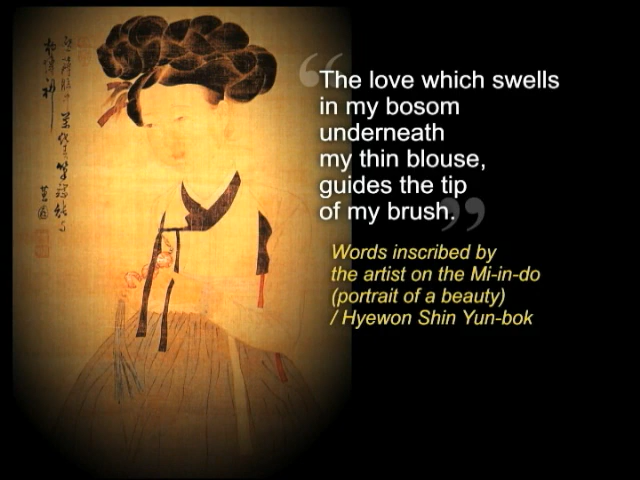 “The love which swells
in my bosom
underneath
my thin blouse,
guides the tip
of my brush.”
Words inscribed by
the artist on the Mi-in-do
(portrait of a beauty)
/ Hyewon Shin Yun-bok